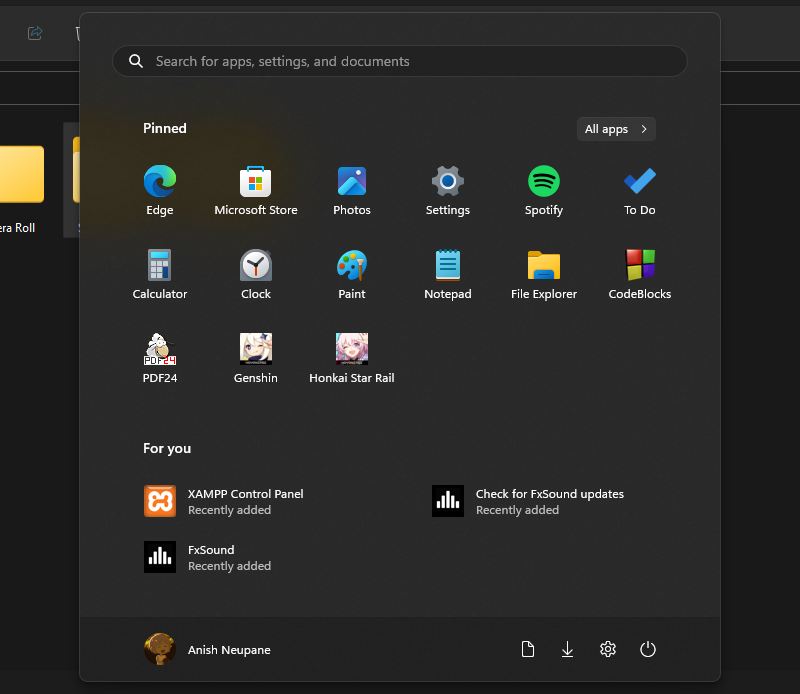 Search for apps, settings, and documents
Pinned
All apps
Edge
Microsoft Store
Photos
Settings
Spotify
To Do
era Roll
Calculator
Clock
Paint
Notepad
File Explorer
CodeBlocks
PDF24
PDF24
Genshin
Honkai Star Rail
For you
XAMPP Control Panel
Recently added
Check for FxSound updates
Recently added
FxSound
Recently added
Anish Neupane